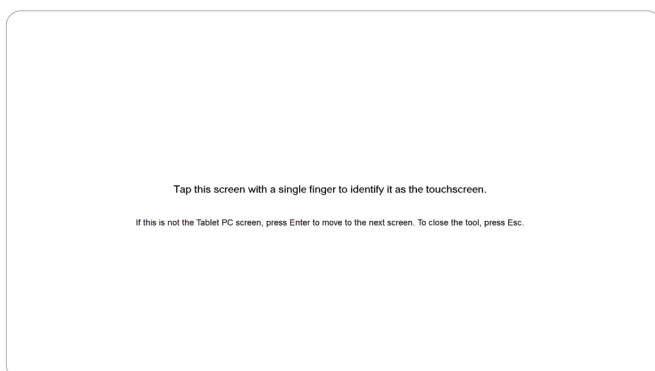 Tap this screen with a single finger to identify it as the touchscreen.
If this is not the Tablet PC screen, press Enter to move to the next screen. To close the tool, press Esc.